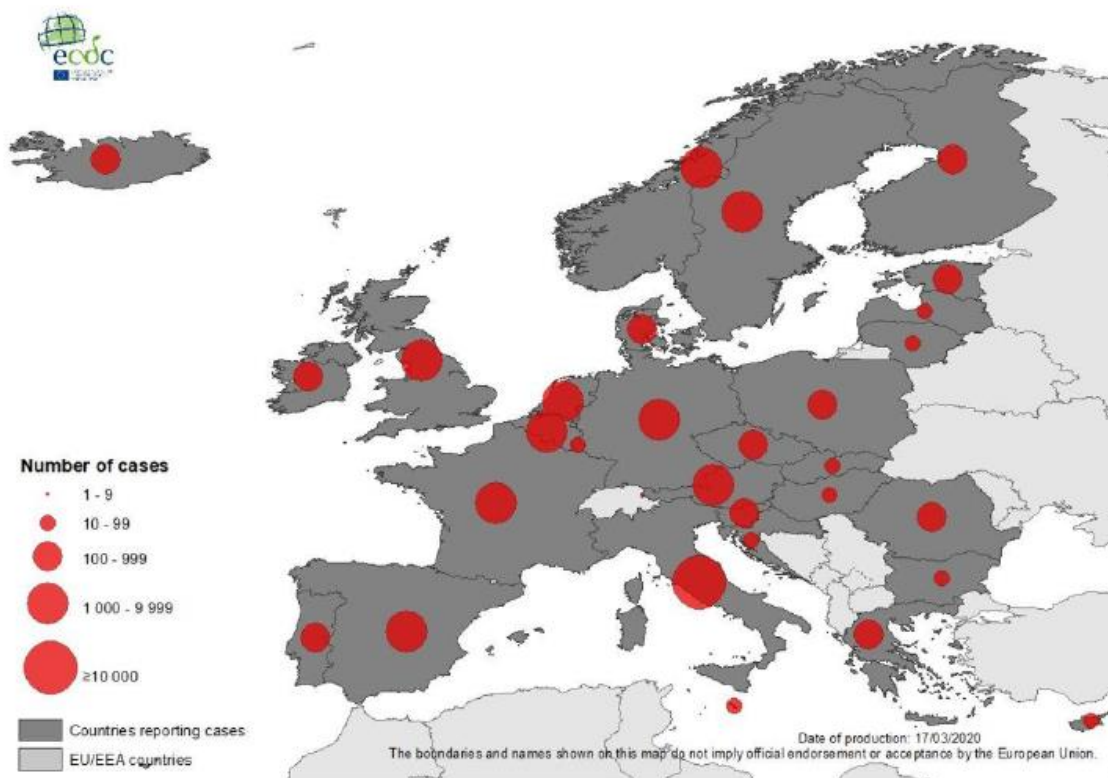 ecdc
Number of cases
1 - 9
10 - 99
100 - 999
1 000 - 9 999
≥10 000
Countries reporting cases
EU/EEA countries
Date of production: 17/03/2020
The boundaries and names shown on this map do not imply official endorsement or acceptance by the European Union.